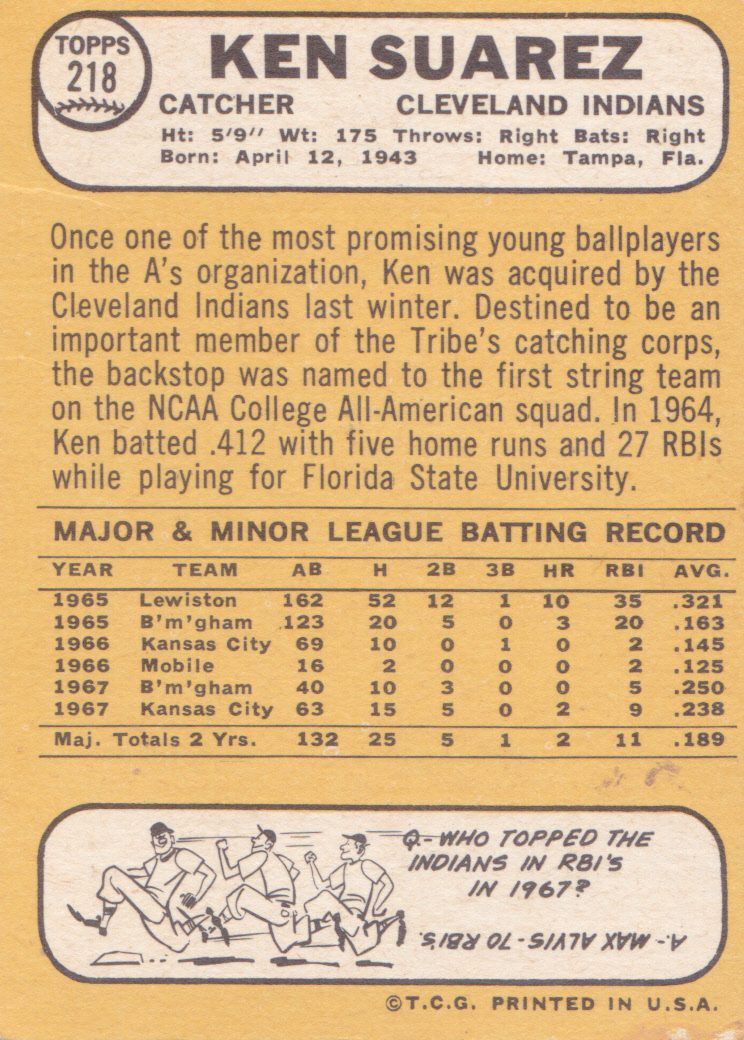 TOPPS
218
KEN SUAREZ
CATCHER CLEVELAND INDIANS
Ht: 5'9" Wt: 175 Throws: Right Bats: Right
Born: April 12, 1943 Home: Tampa, Fla.
Once one of the most promising young ballplayers
in the A's organization, Ken was acquired by the
Cleveland Indians last winter. Destined to be an
important member of the Tribe's catching corps,
the backstop was named to the first string team
on the NCAA College All-American squad. In 1964,
Ken batted .412 with five home runs and 27 RBIs
while playing for Florida State University.
MAJOR & MINOR LEAGUE BATTING RECORD
YEAR TEAM AB H 2B 3B HR RBI AVG.
1965 Lewiston 162 52 12 1 10 35 .321
1965 B'm'gham 123 20 5 0 3 20 .163
1966 Kansas City 69 10 0 1 0 2 .145
1966 Mobile 16 2 0 0 0 2 .125
1967 B'm'gham 40 10 3 0 0 5 .250
1967 Kansas City 63 15 5 0 2 9 .238
Maj. Totals 2 Yrs. 132 25 5 1 2 11 .189
Q-WHO TOPPED THE
INDIANS IN RBI'S
IN 1967?
A-MAX ALVIS-70 RBI'S.
©T.C.G. PRINTED IN U.S.A.